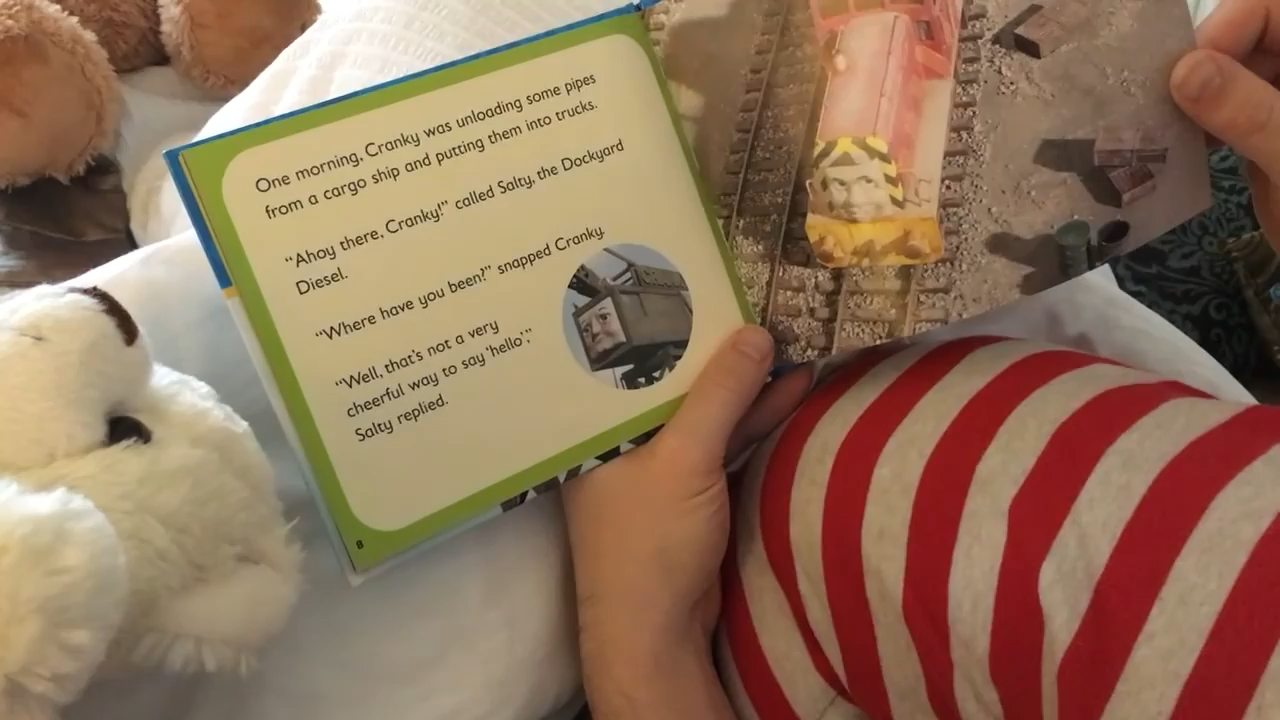 One morning, Cranky was unloading some pipes
from a cargo ship and putting them into trucks.
“Ahoy there, Cranky!” called Salty, the Dockyard
Diesel.
“Where have you been?” snapped Cranky.
“Well, that's not a very
cheerful way to say ‘hello’,”
Salty replied.
8